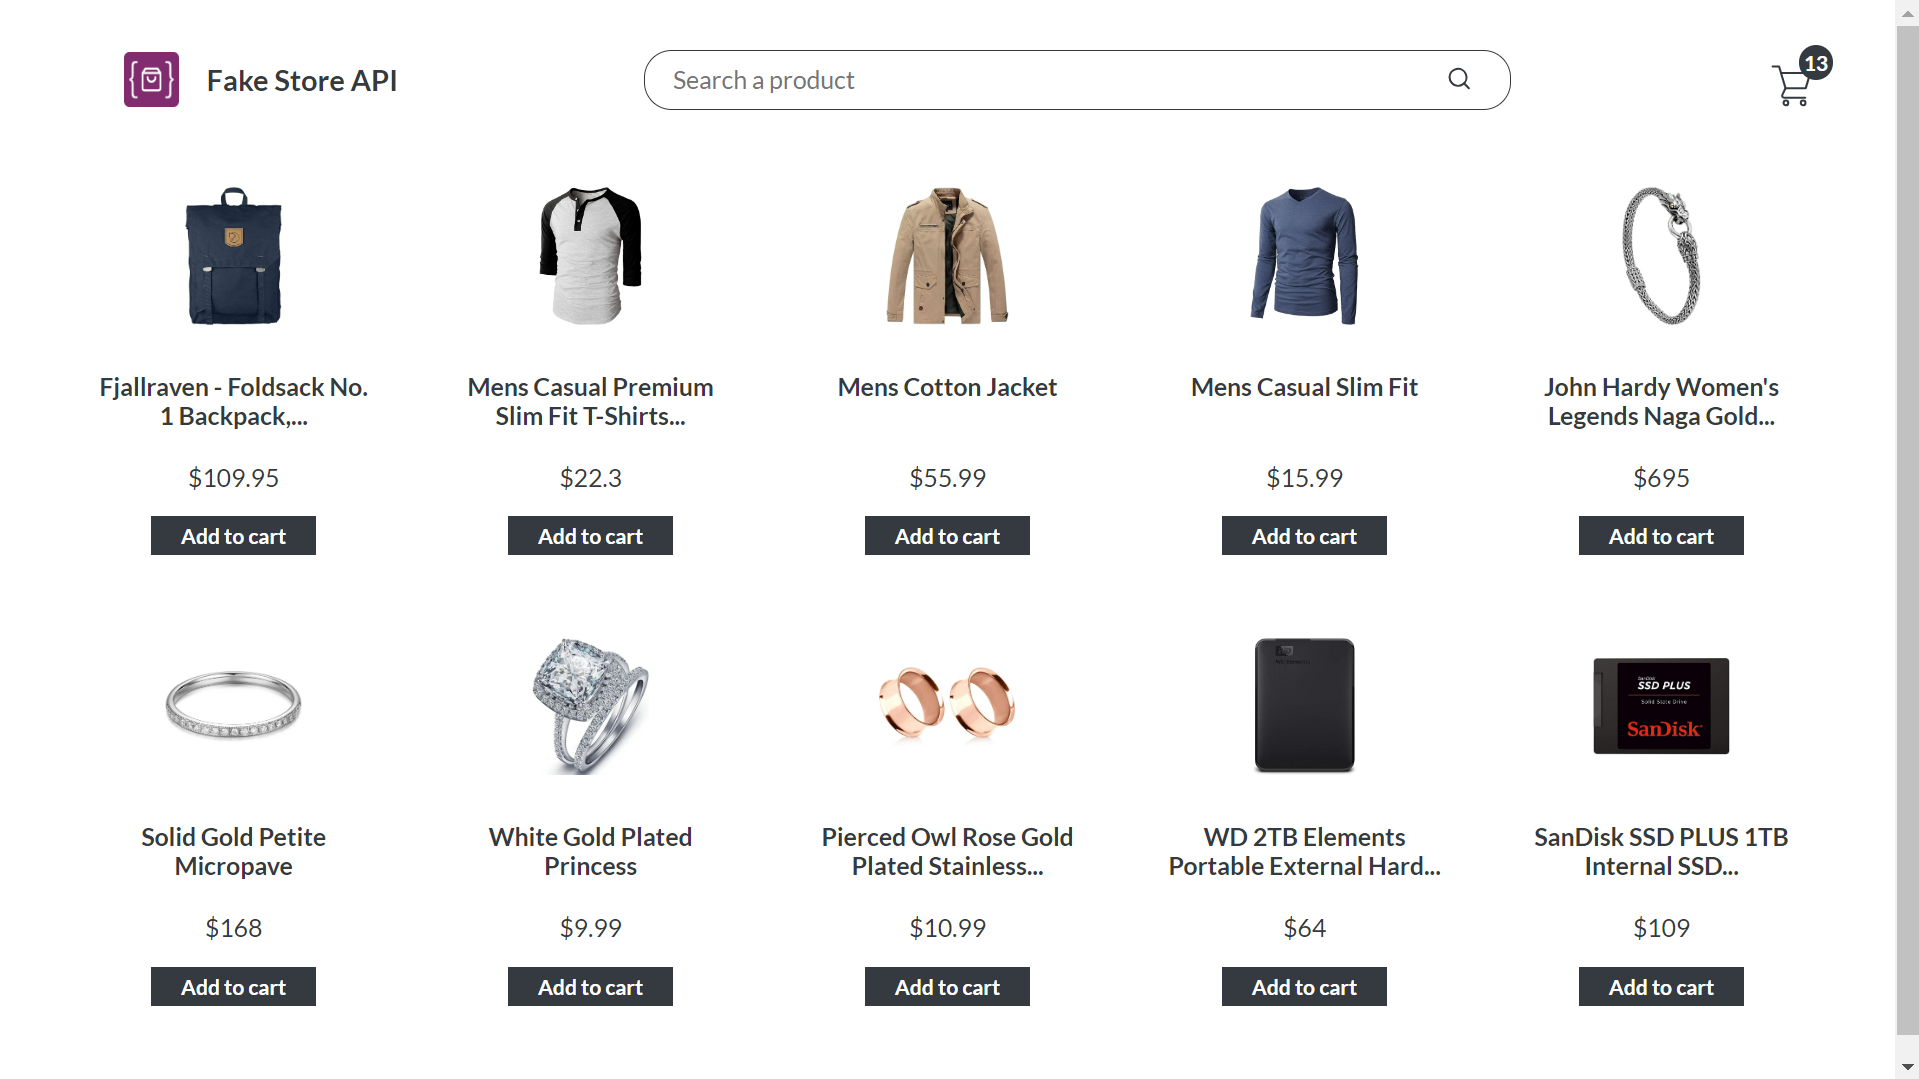 Fake Store API
Search a product
13
Fjallraven - Foldsack No.
1 Backpack,...
$109.95
Add to cart
Mens Casual Premium
Slim Fit T-Shirts...
$22.3
Add to cart
Mens Cotton Jacket
$55.99
Add to cart
Mens Casual Slim Fit
$15.99
Add to cart
John Hardy Women's
Legends Naga Gold...
$695
Add to cart
Solid Gold Petite
Micropave
$168
Add to cart
White Gold Plated
Princess
$9.99
Add to cart
Pierced Owl Rose Gold
Plated Stainless...
$10.99
Add to cart
WD 2TB Elements
Portable External Hard...
$64
Add to cart
SanDisk
SSD PLUS
Solid State Drive
SanDisk
SanDisk SSD PLUS 1TB
Internal SSD...
$109
Add to cart